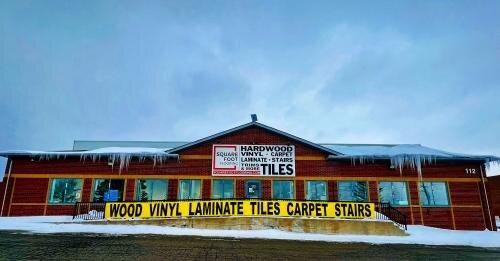 SQUARE
FOOT
FLOORING
HARDWOOD
VINYL - CARPET
LAMINATE - STAIRS
TRIMS
& MORE
TILES
112
WOOD VINYL LAMINATE TILES CARPET STAIRS